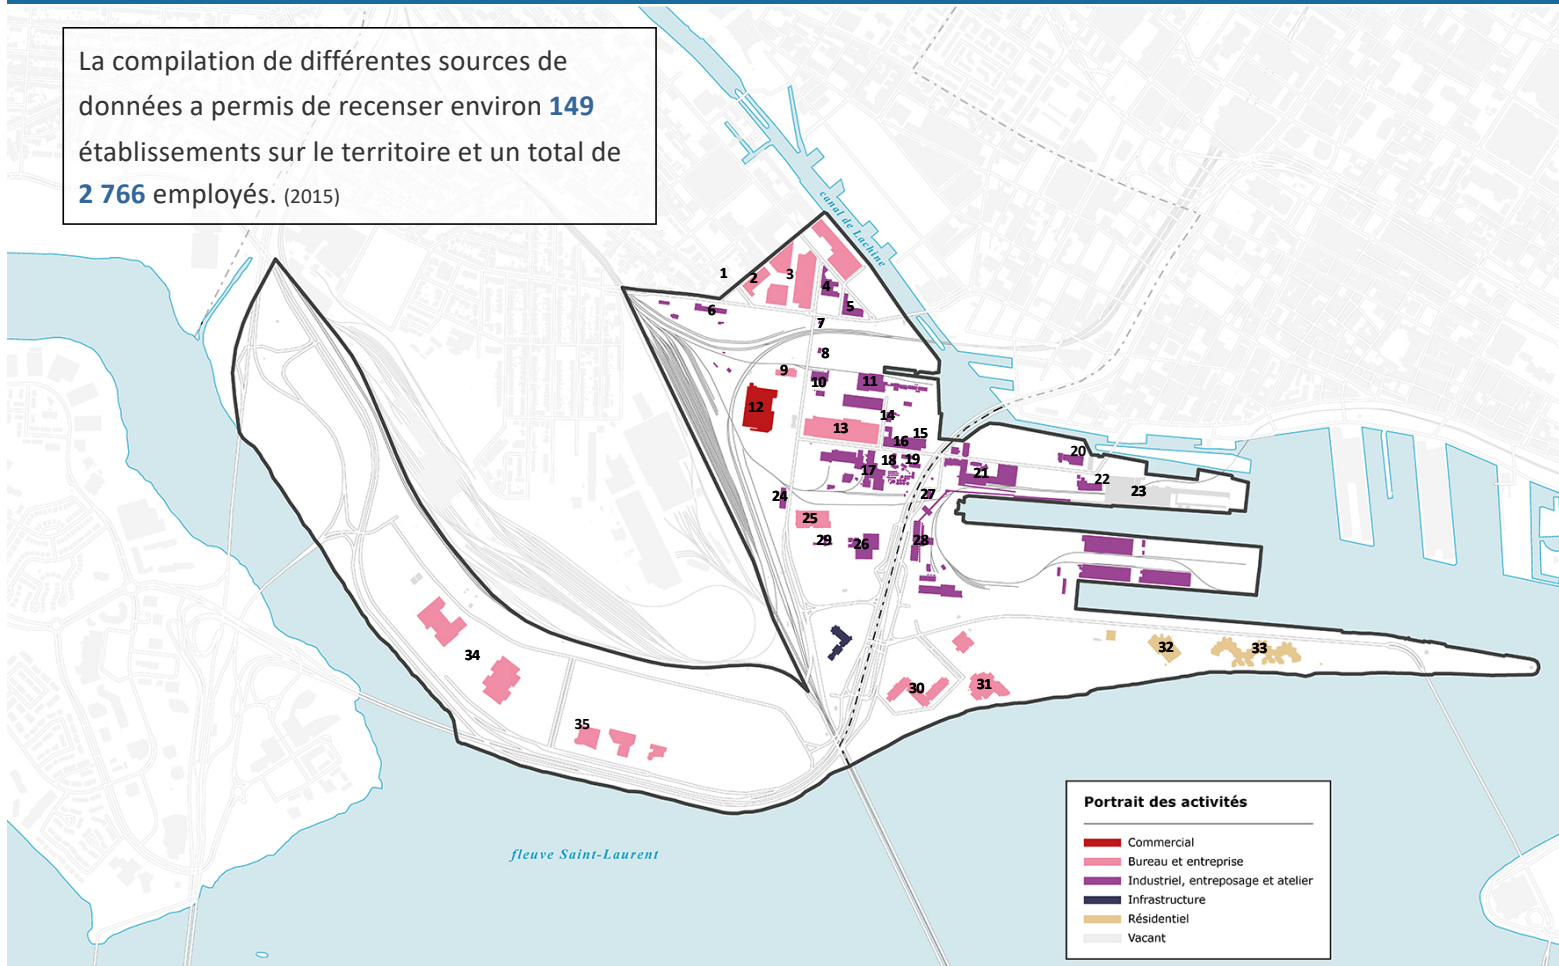 La compilation de différentes sources de
données a permis de recenser environ 149
établissements sur le territoire et un total de
2 766 employés. (2015)
canal de Lachine
1
2
3
4
5
6
7
8
9
10
11
12
13
14
15
16
17
18
19
20
21
22
23
24
25
26
27
28
29
30
31
32
33
34
35
fleuve Saint-Laurent
Portrait des activités
Commercial
Bureau et entreprise
Industriel, entreposage et atelier
Infrastructure
Résidentiel
Vacant